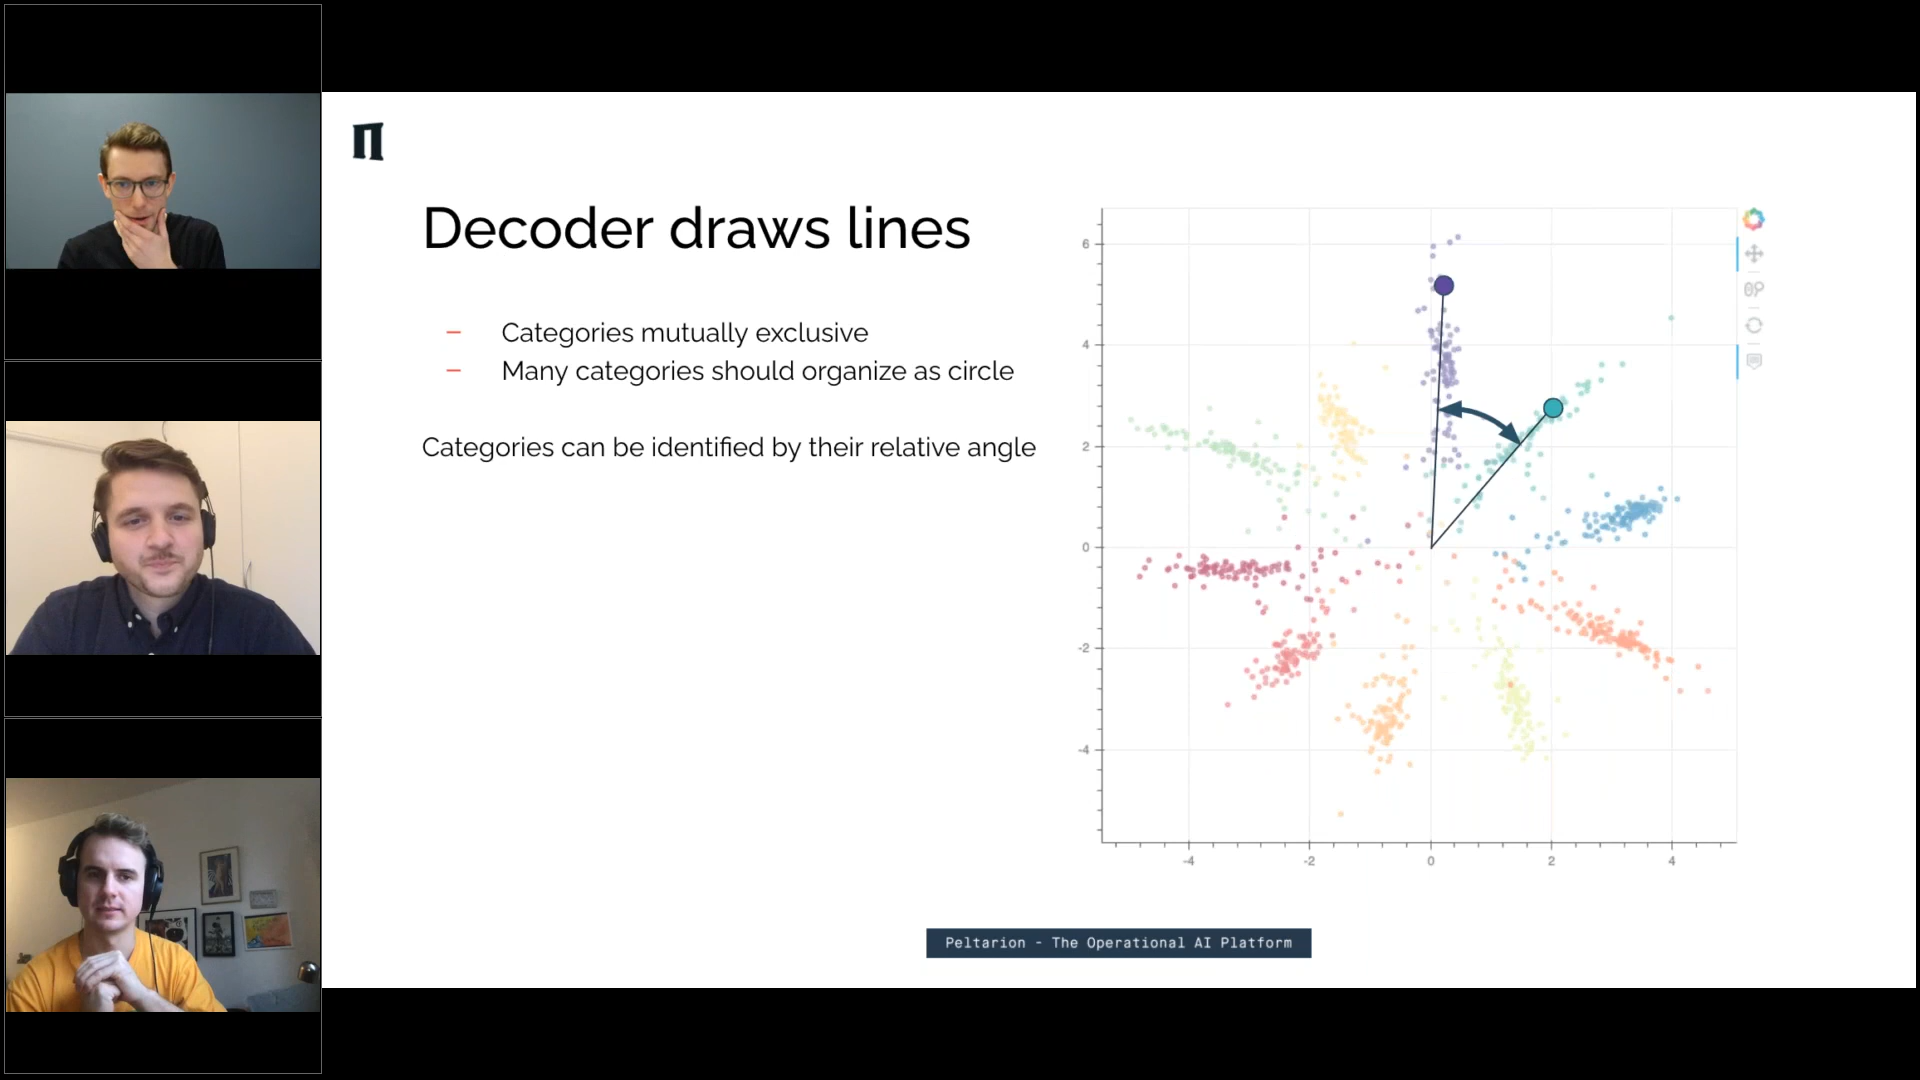 Decoder draws lines
– Categories mutually exclusive
– Many categories should organize as circle
Categories can be identified by their relative angle
6
4
2
0
-2
-4
-4 -2 0 2 4
Peltarion - The Operational AI Platform